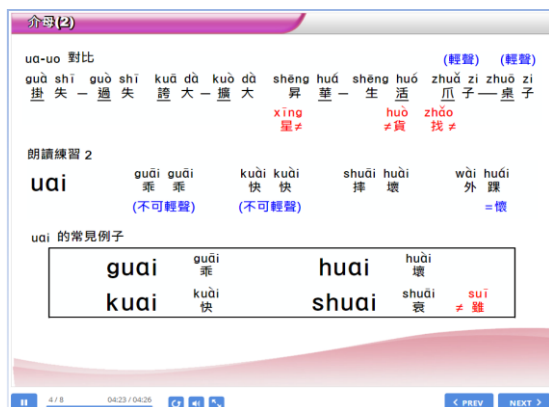 介母(2)
ua-uo 對比
(輕聲) (輕聲)
guà shī guò shī kuā dà kuò dà shēng huá shēng huó zhuǎ zi zhuō zi
掛 失 – 過 失 誇 大 – 擴 大 昇 華 – 生 活 爪 子 — 桌 子
xīng huò zhǎo
星≠ ≠貨 找 ≠
朗讀練習 2
uai
guāi guāi kuài kuài shuāi huài wài huái
乖 乖 快 快 摔 壞 外 踝
(不可輕聲) (不可輕聲) =懷
uai 的常見例子
guai guāi 乖 huai huài 壞
kuai kuài 快 shuai shuāi 衰 ≠ suī 雖
4 / 8 04:23 / 04:26 < PREV NEXT >